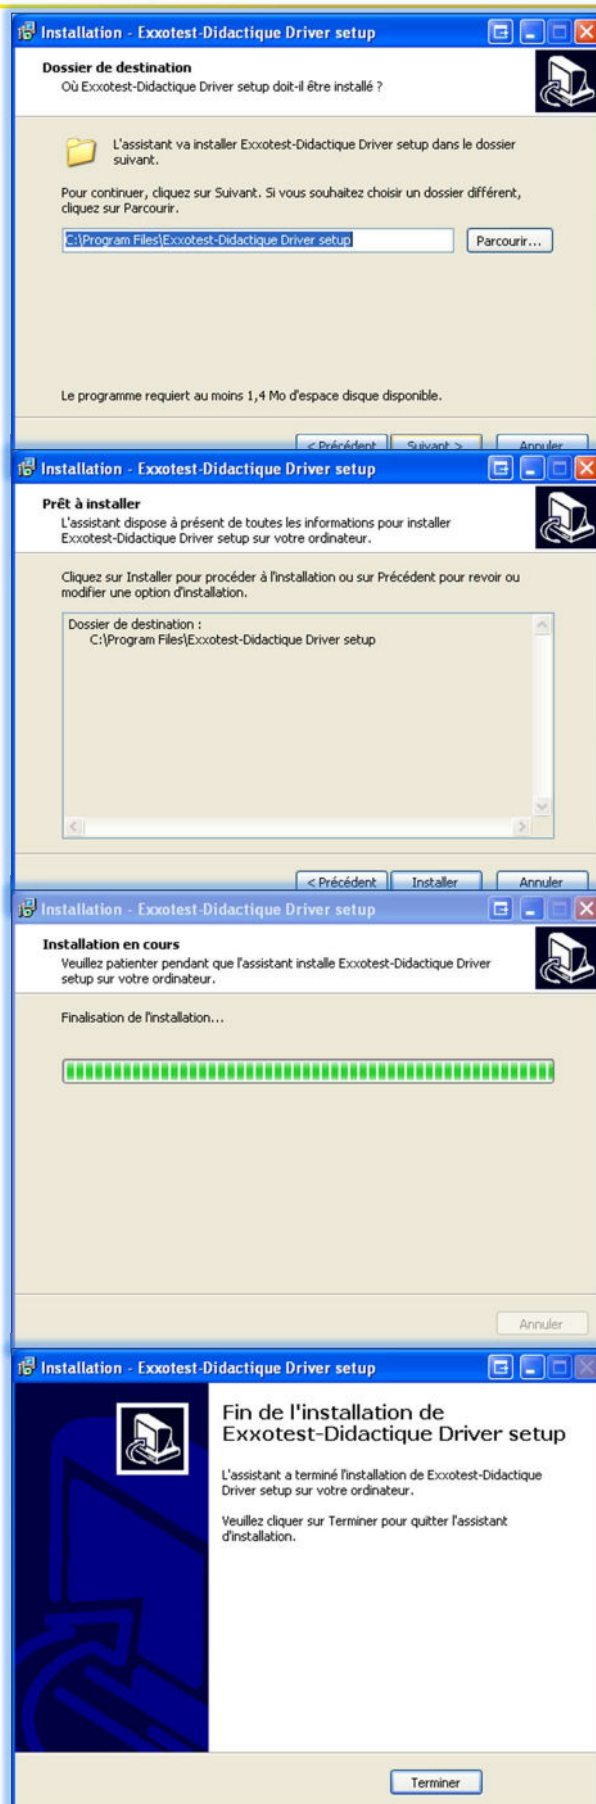 Installation - Exxotest-Didactique Driver setup
Dossier de destination
Où Exxotest-Didactique Driver setup doit-il être installé ?
L'assistant va installer Exxotest-Didactique Driver setup dans le dossier
suivant.
Pour continuer, cliquez sur Suivant. Si vous souhaitez choisir un dossier différent,
cliquez sur Parcourir.
C:\Program Files\Exxotest-Didactique Driver setup
Parcourir...
Le programme requiert au moins 1,4 Mo d'espace disque disponible.
< Précédent Suivant > Annuler
Installation - Exxotest-Didactique Driver setup
Prêt à installer
L'assistant dispose à présent de toutes les informations pour installer
Exxotest-Didactique Driver setup sur votre ordinateur.
Cliquez sur Installer pour procéder à l'installation ou sur Précédent pour revoir ou
modifier une option d'installation.
Dossier de destination :
C:\Program Files\Exxotest-Didactique Driver setup
< Précédent Installer Annuler
Installation - Exxotest-Didactique Driver setup
Installation en cours
Veuillez patienter pendant que l'assistant installe Exxotest-Didactique Driver
setup sur votre ordinateur.
Finalisation de l'installation...
Annuler
Installation - Exxotest-Didactique Driver setup
Fin de l'installation de
Exxotest-Didactique Driver setup
L'assistant a terminé l'installation de Exxotest-Didactique
Driver setup sur votre ordinateur.
Veuillez cliquer sur Terminer pour quitter l'assistant
d'installation.
Terminer